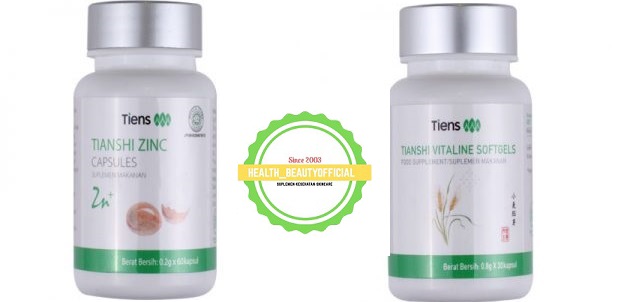 Tiens
TIANSHI ZINC
CAPSULES
SUPLEMEN MAKANAN
Zn+
Berat Bersih: 0.2g x 60kapsul
Since 2003
HEALTH_BEAUTYOFFICIAL
SUPLEMEN KESEHATAN SKINCARE
Tiens
TIANSHI VITALINE SOFTGELS
FOOD SUPPLEMENT/SUPLEMEN MAKANAN
Berat Bersih: 0.8g X 30kapsul